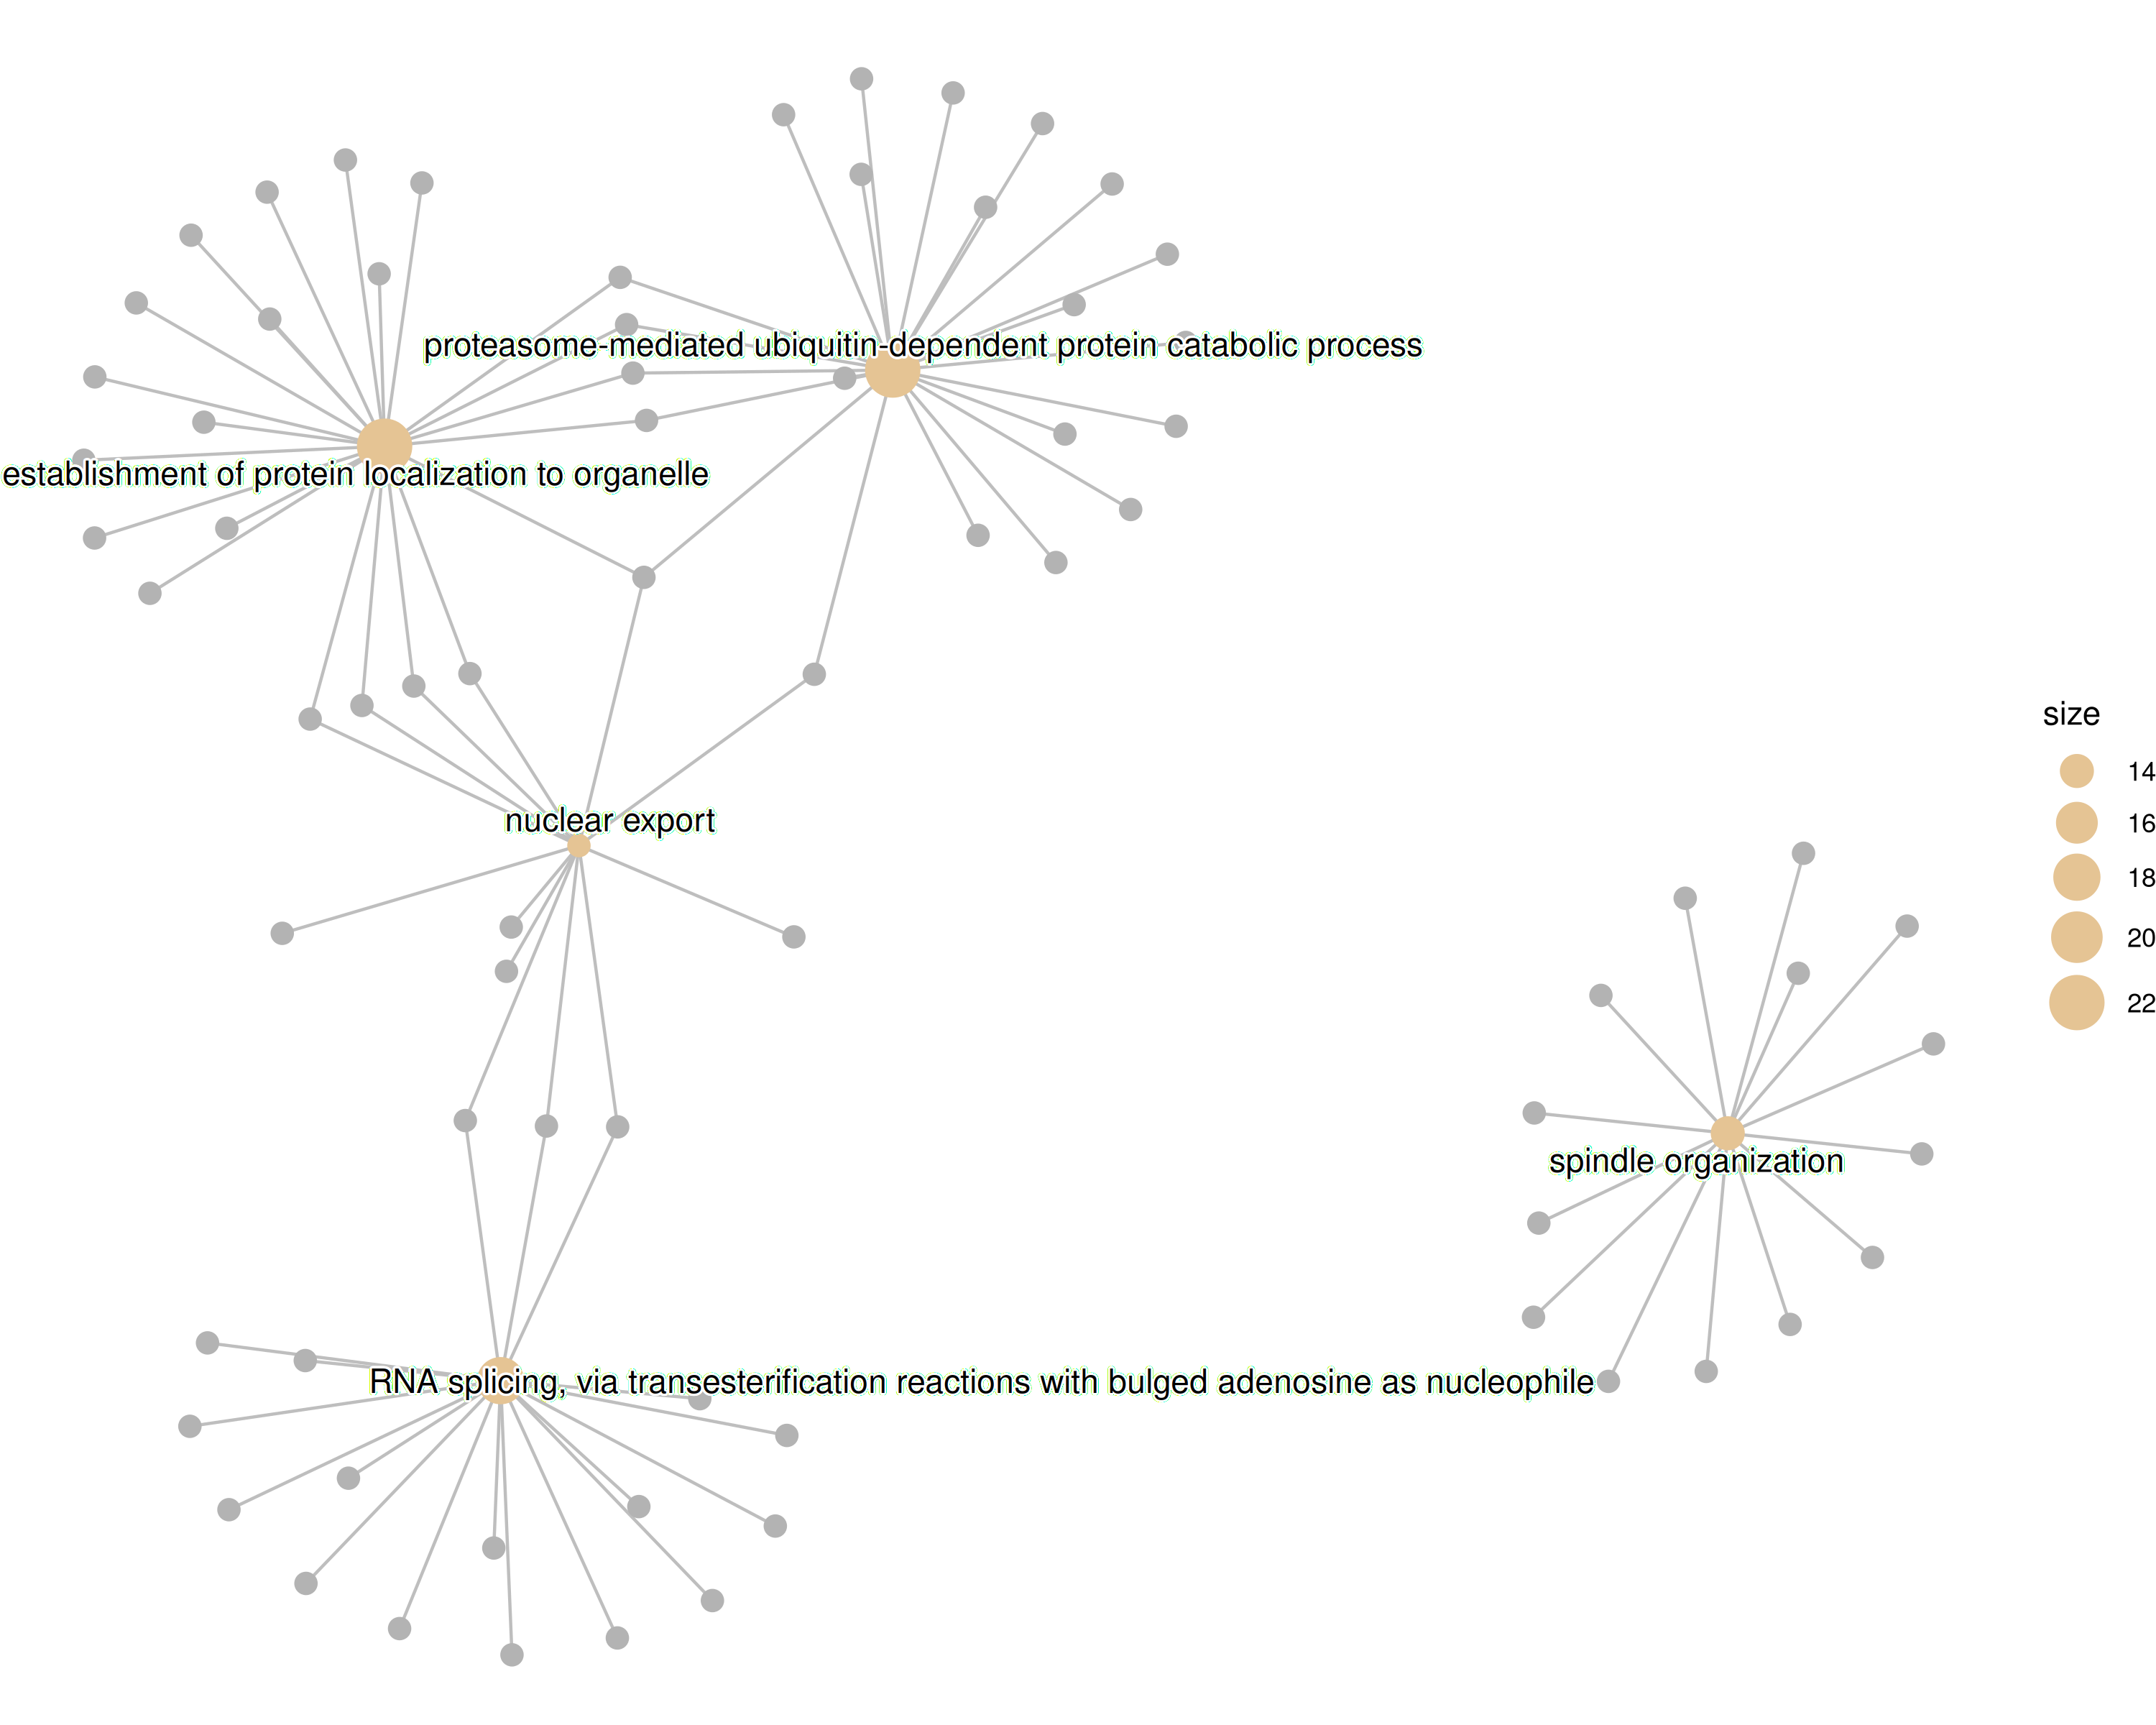 proteasome-mediated ubiquitin-dependent protein catabolic process
establishment of protein localization to organelle
nuclear export
spindle organization
RNA splicing, via transesterification reactions with bulged adenosine as nucleophile
size
14
16
18
20
22